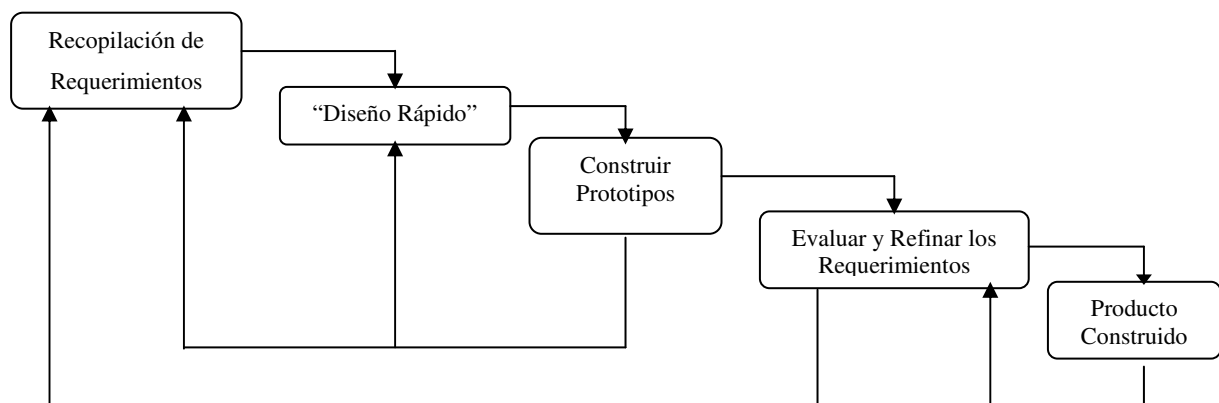 Recopilación de
Requerimientos
“Diseño Rápido”
Construir
Prototipos
Evaluar y Refinar los
Requerimientos
Producto
Construido